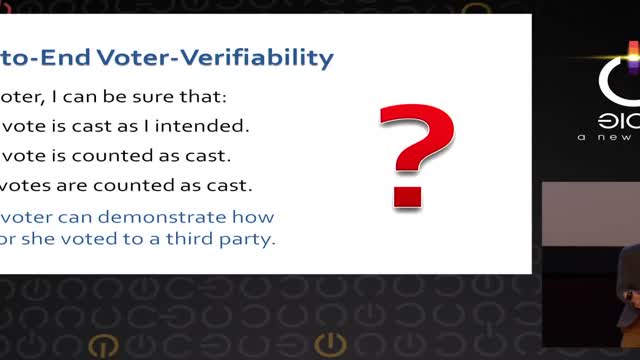 to-End Voter-Verifiability
oter, I can be sure that:
vote is cast as I intended.
vote is counted as cast.
votes are counted as cast.
voter can demonstrate how
or she voted to a third party.
?
a new